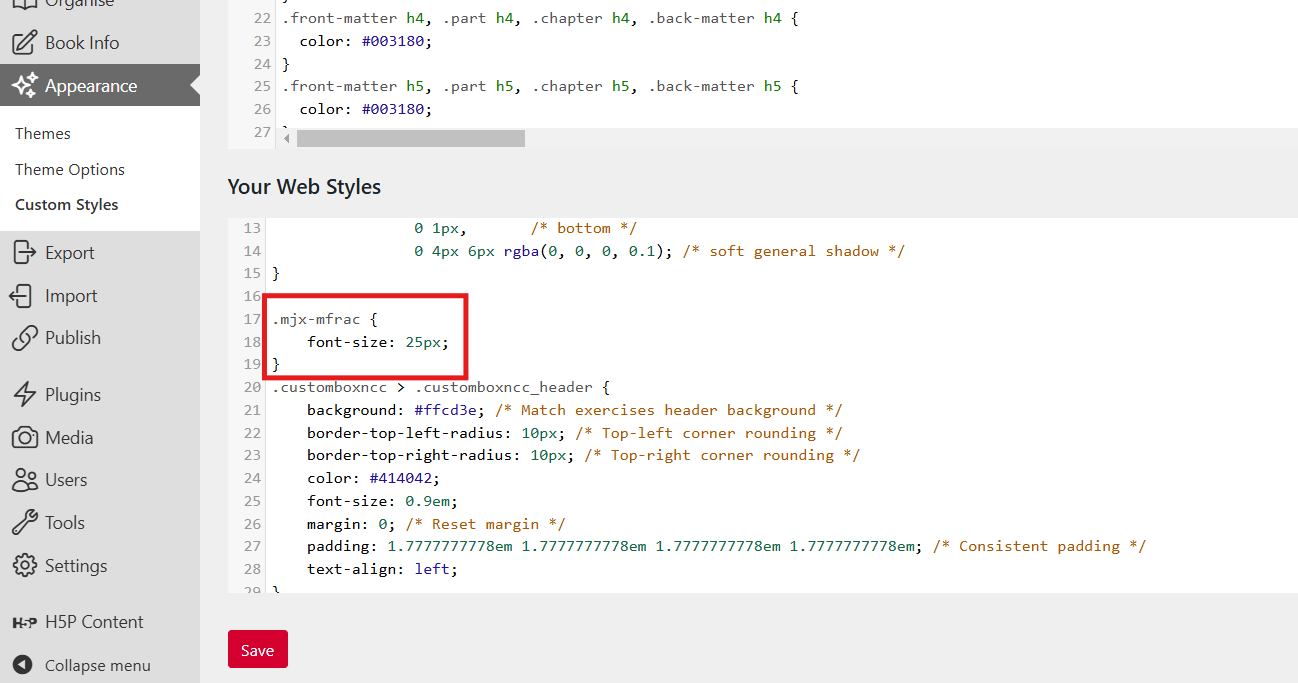 Organise
Book Info
Appearance
Themes
Theme Options
Custom Styles
Export
Import
Publish
Plugins
Media
Users
Tools
Settings
H5P H5P Content
Collapse menu
22 .front-matter h4, .part h4, .chapter h4, .back-matter h4 {
23 color: #003180;
24 }
25 .front-matter h5, .part h5, .chapter h5, .back-matter h5 {
26 color: #003180;
27 }
Your Web Styles
13 0 1px, /* bottom */
14 0 4px 6px rgba(0, 0, 0, 0.1); /* soft general shadow */
15 }
16
17 .mjx-mfrac {
18 font-size: 25px;
19 }
20 .customboxncc > .customboxncc_header {
21 background: #ffcd3e; /* Match exercises header background */
22 border-top-left-radius: 10px; /* Top-left corner rounding */
23 border-top-right-radius: 10px; /* Top-right corner rounding */
24 color: #414042;
25 font-size: 0.9em;
26 margin: 0; /* Reset margin */
27 padding: 1.7777777778em 1.7777777778em 1.7777777778em 1.7777777778em; /* Consistent padding */
28 text-align: left;
29 }
Save